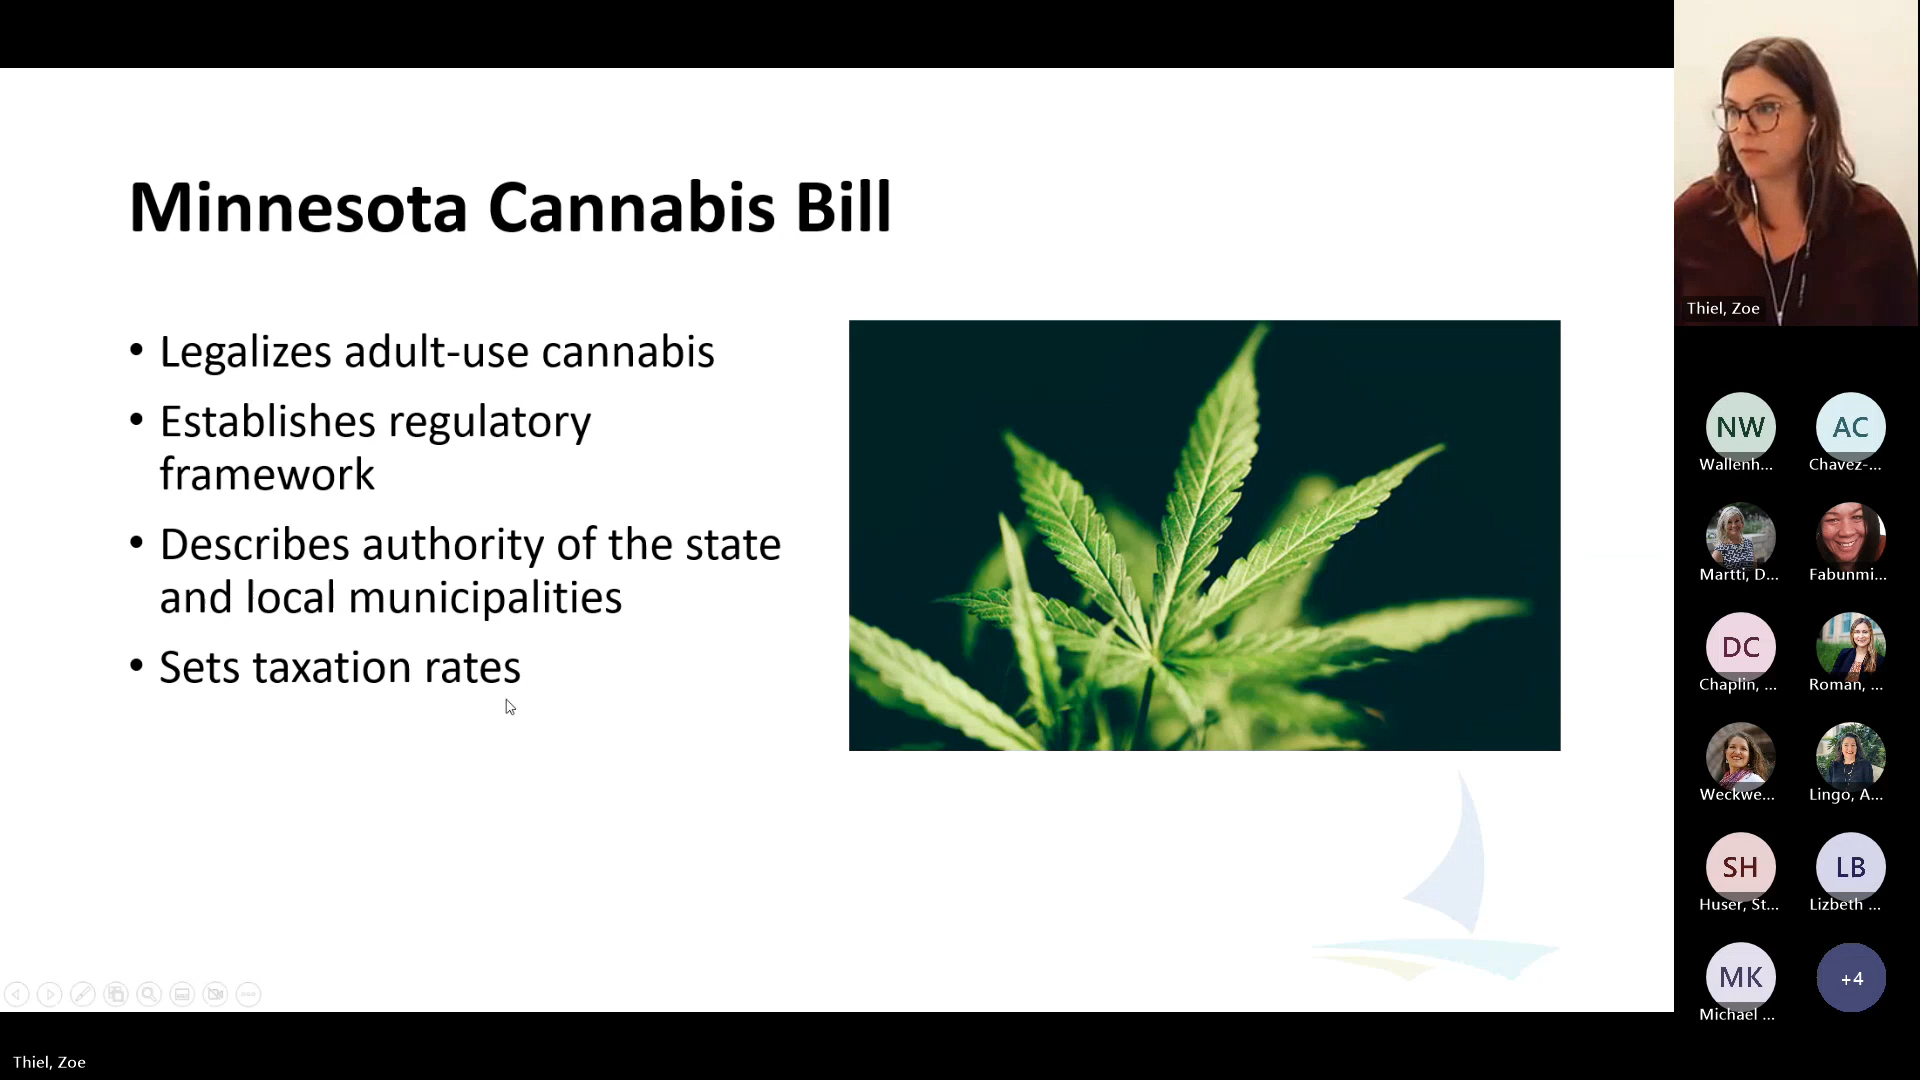 Minnesota Cannabis Bill
• Legalizes adult-use cannabis
• Establishes regulatory
framework
• Describes authority of the state
and local municipalities
• Sets taxation rates
Thiel, Zoe
NW
Wallenh...
AC
Chavez-...
Martti, D...
Fabunmi...
DC
Chaplin, ...
Roman, ...
Weckwe...
Lingo, A...
SH
Huser, St...
LB
Lizbeth ...
MK
Michael ...
+4
Thiel, Zoe